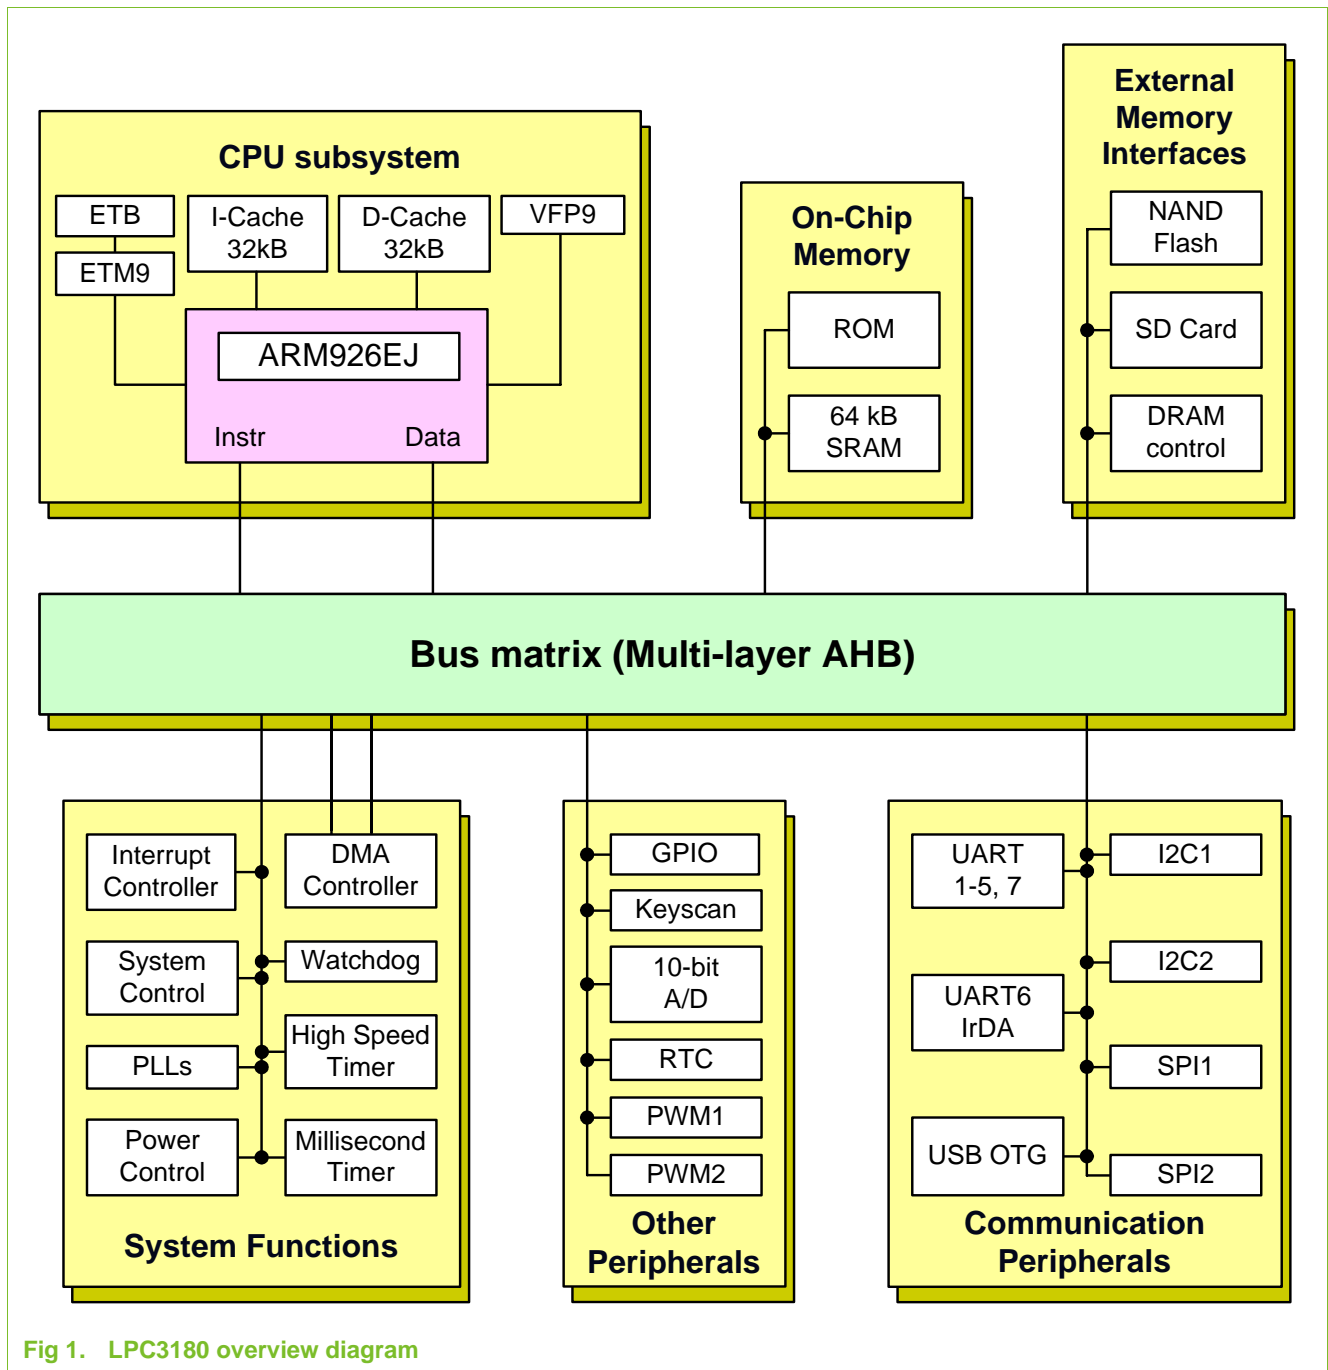 CPU subsystem
ETB
ETM9
I-Cache
32kB
D-Cache
32kB
VFP9
ARM926EJ
Instr
Data
On-Chip
Memory
ROM
64 kB
SRAM
External
Memory
Interfaces
NAND
Flash
SD Card
DRAM
control
Bus matrix (Multi-layer AHB)
Interrupt
Controller
DMA
Controller
System
Control
Watchdog
High Speed
Timer
PLLs
Power
Control
Millisecond
Timer
System Functions
GPIO
Keyscan
10-bit
A/D
RTC
PWM1
PWM2
Other
Peripherals
UART
1-5, 7
I2C1
I2C2
UART6
IrDA
SPI1
USB OTG
SPI2
Communication
Peripherals
Fig 1. LPC3180 overview diagram